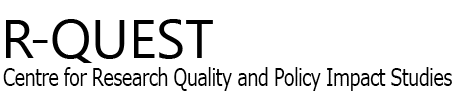 R-QUEST
Centre for Research Quality and Policy Impact Studies